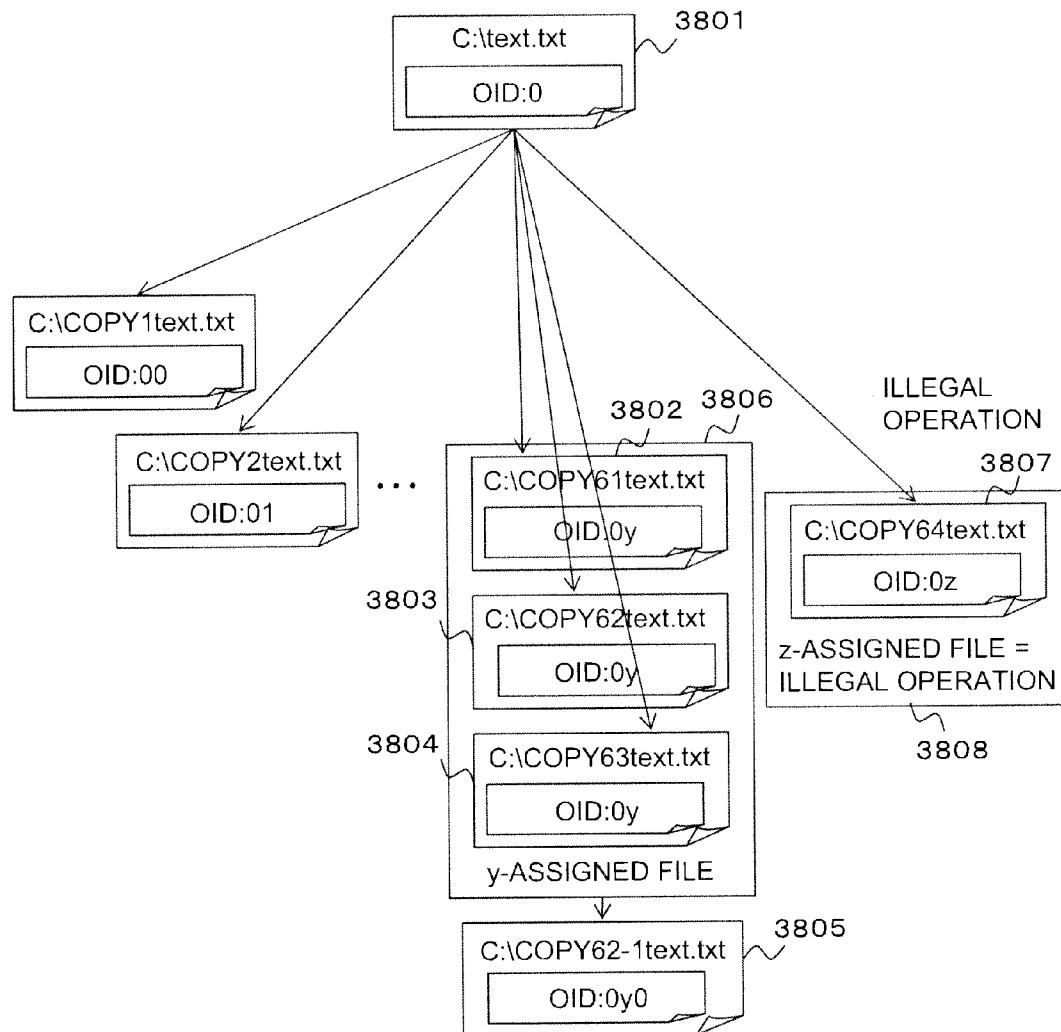 C:\text.txt
3801
OID:0
C:\COPY1text.txt
OID:00
C:\COPY2text.txt
OID:01
...
3802
3806
C:\COPY61text.txt
OID:0y
3803
C:\COPY62text.txt
OID:0y
3804
C:\COPY63text.txt
OID:0y
y-ASSIGNED FILE
ILLEGAL
OPERATION
3807
C:\COPY64text.txt
OID:0z
z-ASSIGNED FILE =
ILLEGAL OPERATION
3808
3805
C:\COPY62-1text.txt
OID:0y0